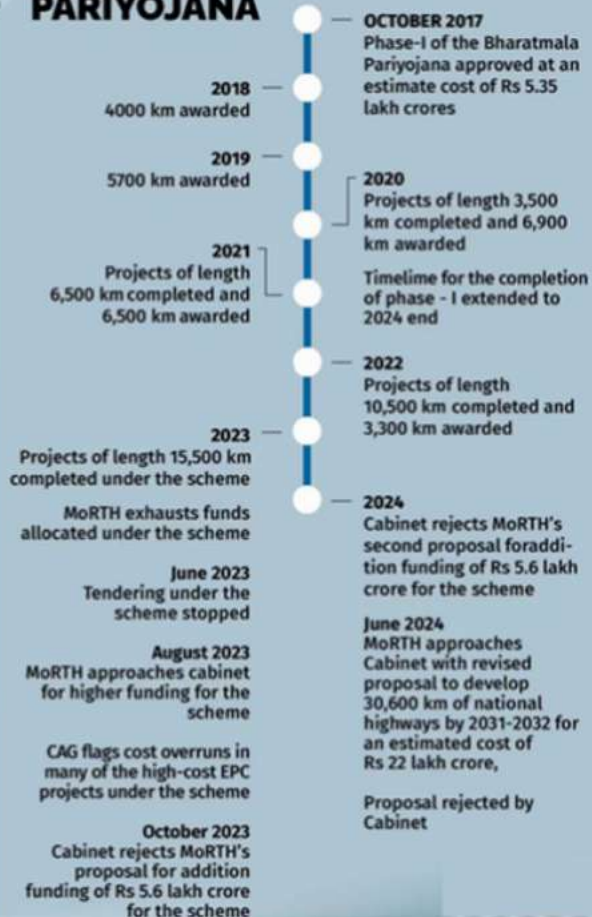 PARIYOJANA
OCTOBER 2017
Phase-I of the Bharatmala
Pariyojana approved at an
estimate cost of Rs 5.35
lakh crores
2018
4000 km awarded
2019
5700 km awarded
2020
Projects of length 3,500
km completed and 6,900
km awarded
Timelime for the completion
of phase - I extended to
2024 end
2021
Projects of length
6,500 km completed and
6,500 km awarded
2022
Projects of length
10,500 km completed and
3,300 km awarded
2023
Projects of length 15,500 km
completed under the scheme
MoRTH exhausts funds
allocated under the scheme
June 2023
Tendering under the
scheme stopped
August 2023
MoRTH approaches cabinet
for higher funding for the
scheme
CAG flags cost overruns in
many of the high-cost EPC
projects under the scheme
October 2023
Cabinet rejects MoRTH's
proposal for addition
funding of Rs 5.6 lakh crore
for the scheme
2024
Cabinet rejects MoRTH's
second proposal foraddi-
tion funding of Rs 5.6 lakh
crore for the scheme
June 2024
MoRTH approaches
Cabinet with revised
proposal to develop
30,600 km of national
highways by 2031-2032 for
an estimated cost of
Rs 22 lakh crore,
Proposal rejected by
Cabinet